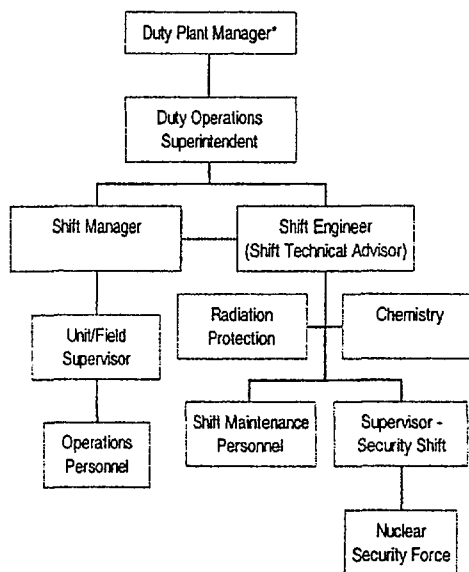 Duty Plant Manager*
Duty Operations
Superintendent
Shift Manager
Shift Engineer
(Shift Technical Advisor)
Radiation
Protection
Chemistry
Unit/Field
Supervisor
Shift Maintenance
Personnel
Supervisor -
Security Shift
Operations
Personnel
Nuclear
Security Force